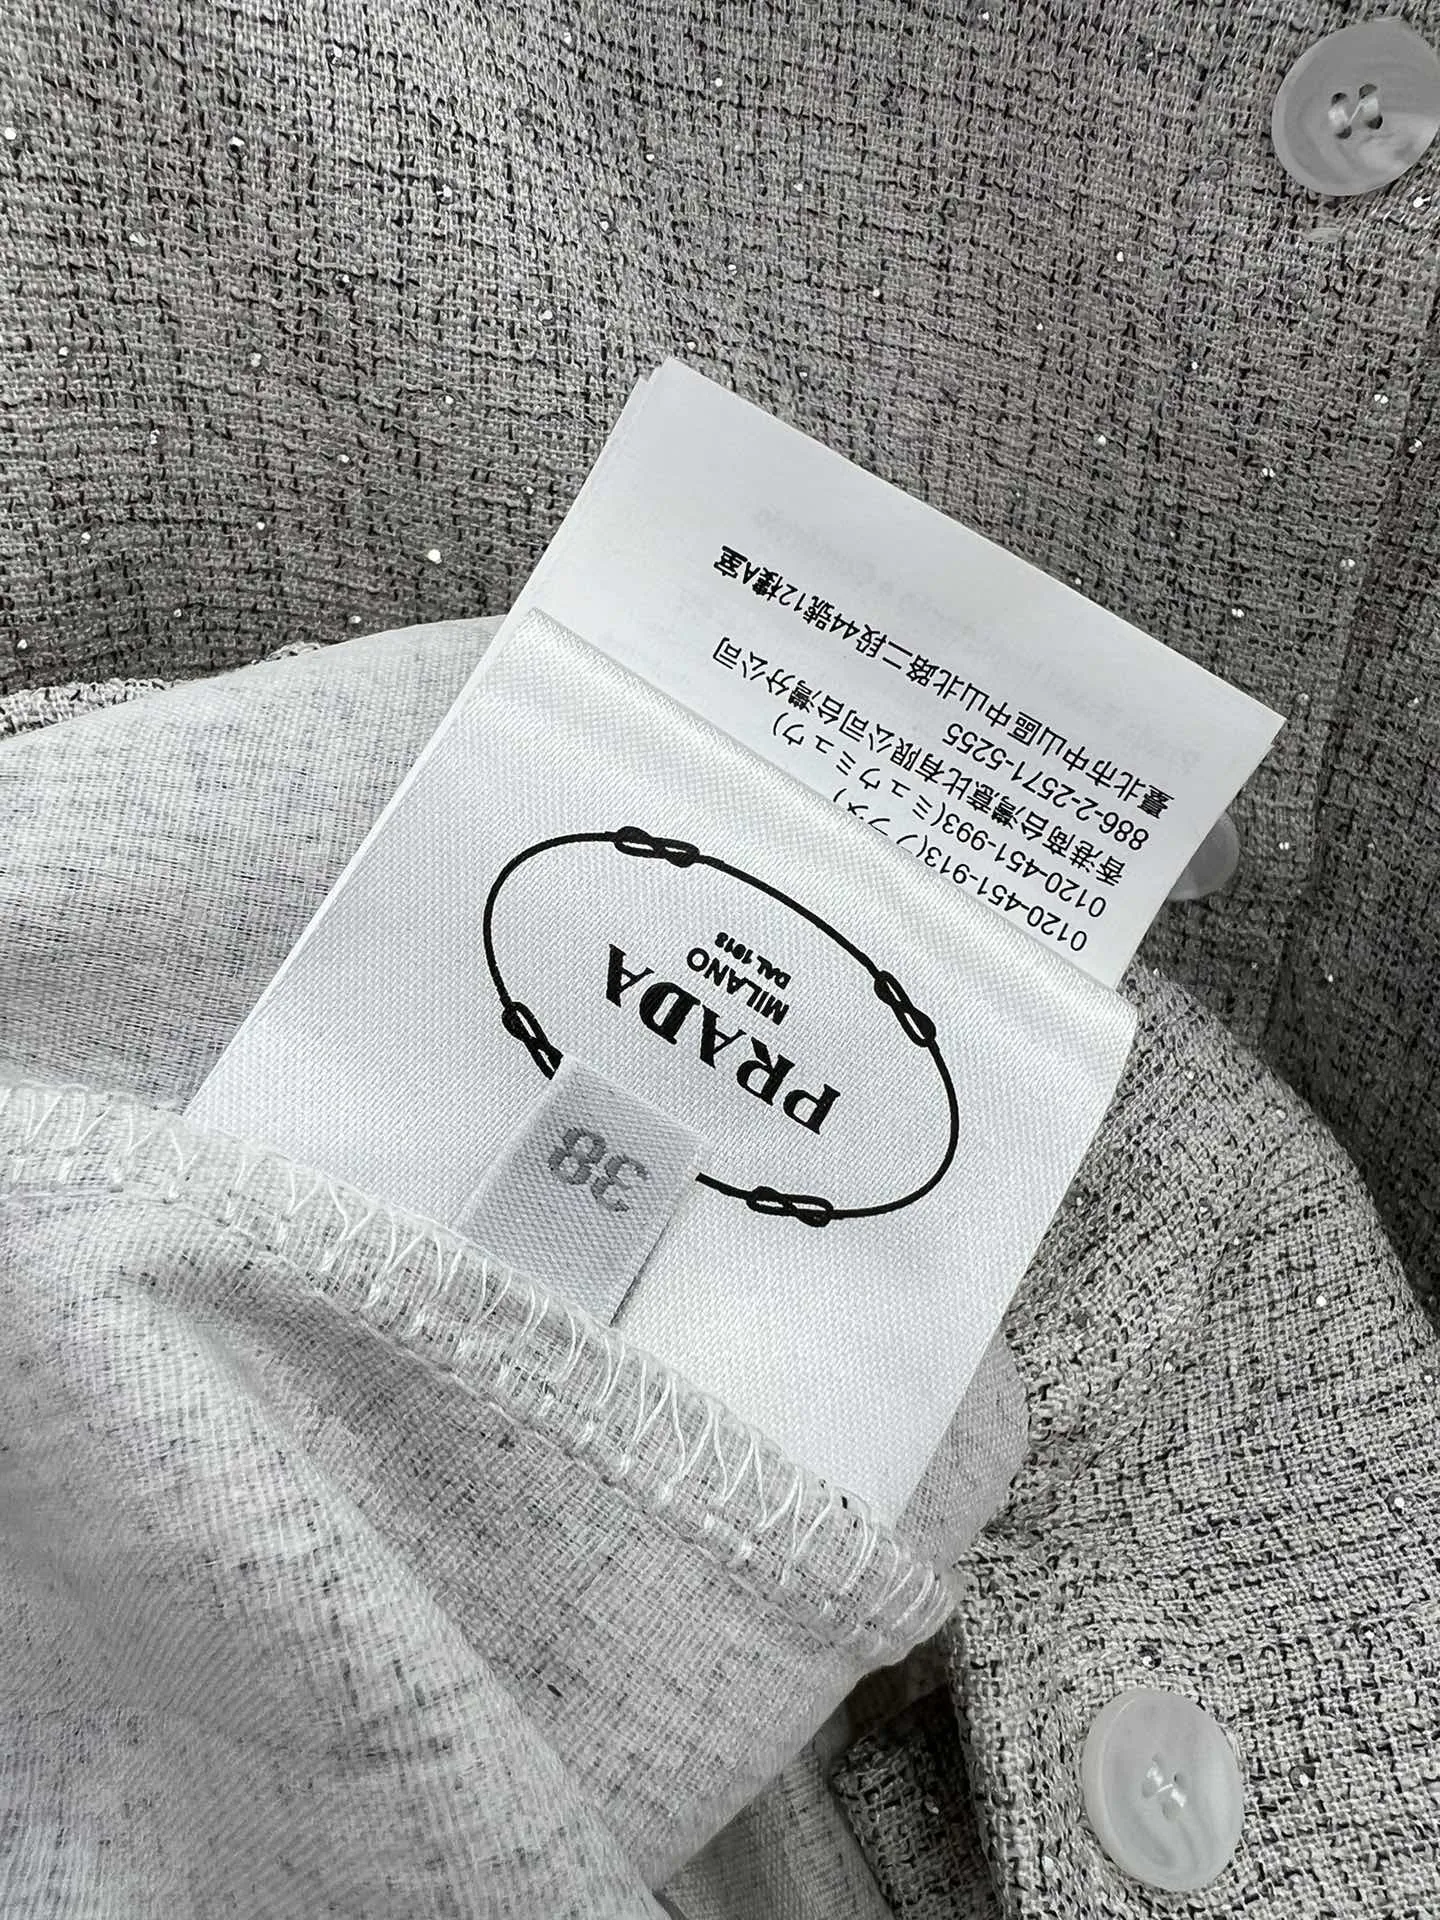 38
PRADA
MILANO
DAL 1913
0120-451-913(プラダ)
0120-451-993(ミュウミュウ)
香港商台灣意比有限公司台灣分公司
886-2-2571-5255
臺北市中山區中山北路二段44號12樓A室